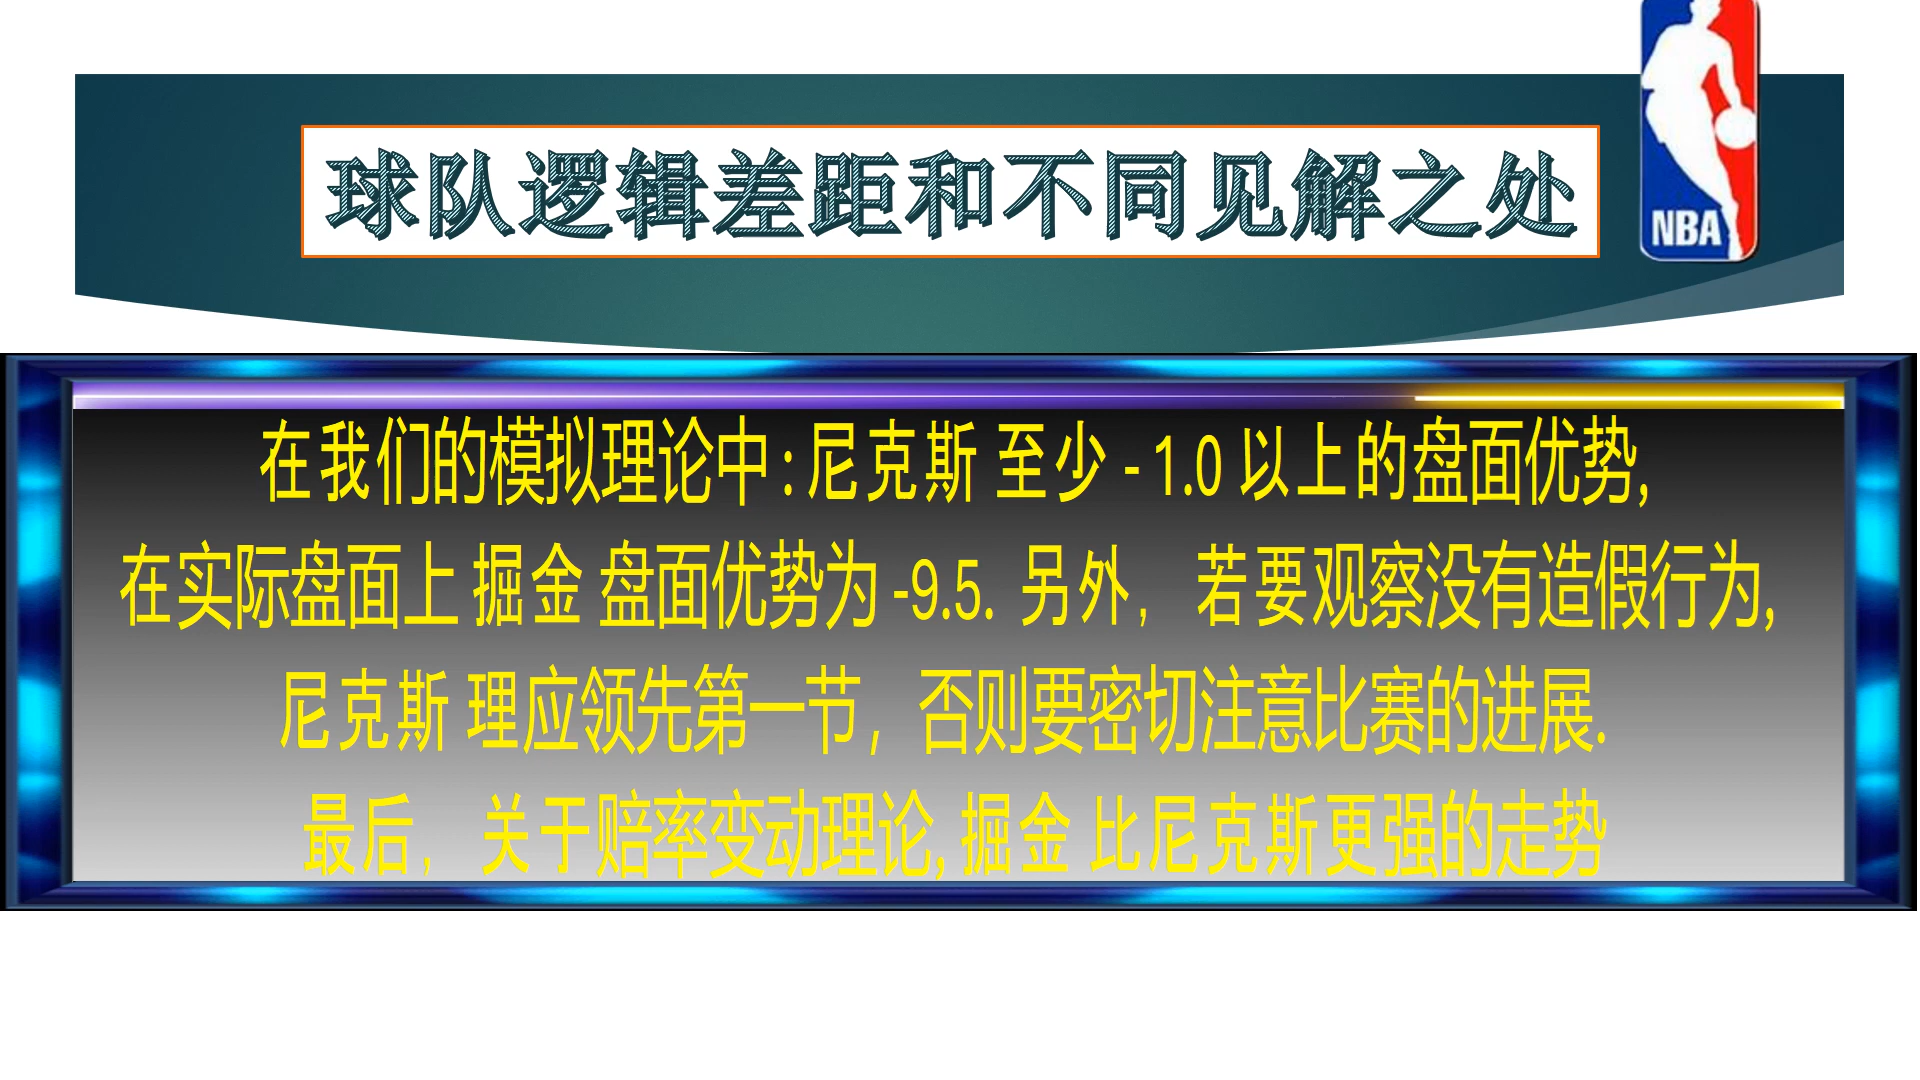 球队逻辑差距和不同见解之处
NBA
在我们的模拟理论中:尼克斯 至少 - 1.0 以上的盘面优势,
在实际盘面上 掘金 盘面优势为 -9.5. 另外, 若要观察没有造假行为,
尼克斯 理应领先第一节, 否则要密切注意比赛的进展.
最后, 关于赔率变动理论, 掘金 比尼克斯更强的走势